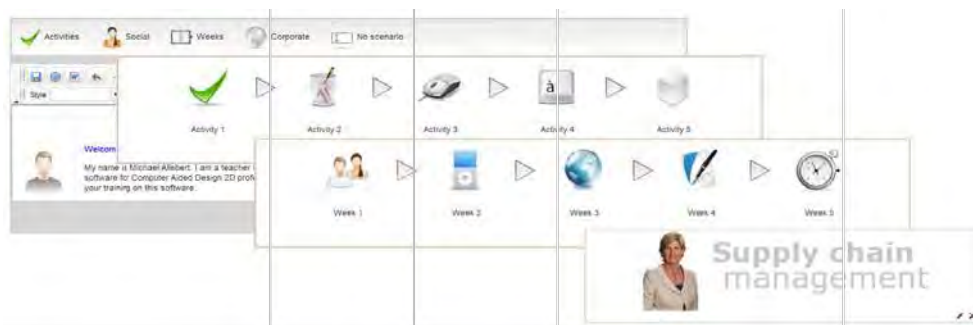 Activities Social Weeks Corporate No scenario
Style
Activity 1 Activity 2 Activity 3 Activity 4 Activity 5
Welcom
My name is Michael Allebert. I am a teacher
software for Computer Aided Design 2D prof
your training on this software.
à
Week 1 Week 2 Week 3 Week 4 Week 5
Supply chain
management